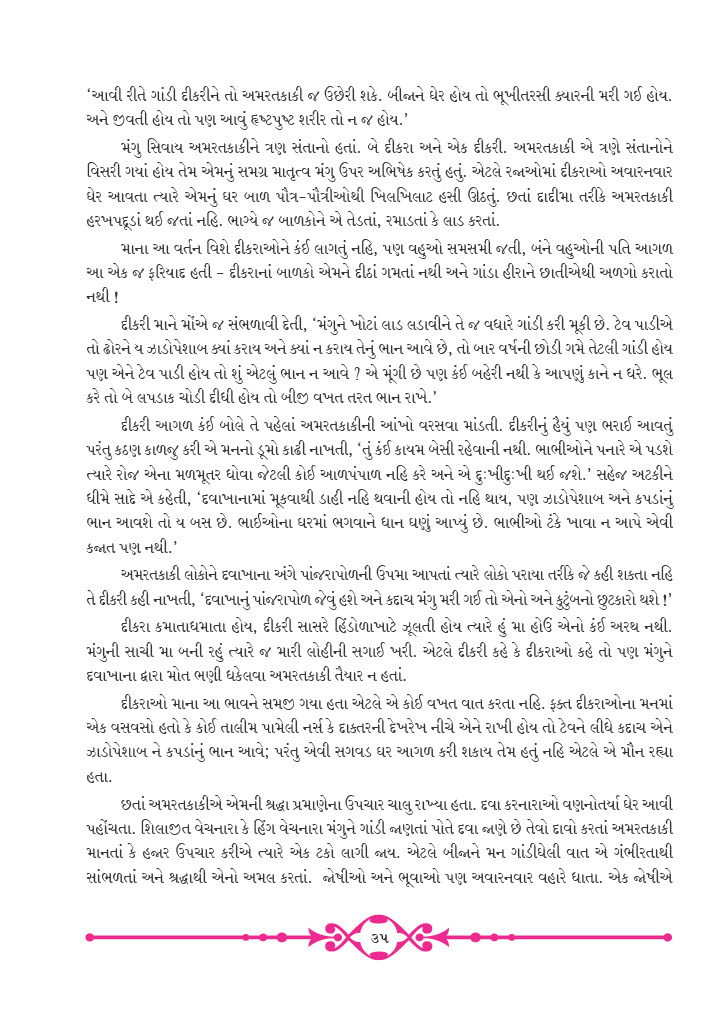 ‘આવી રીતે ગાંડી દીકરીને તો અમરતકાકી જ ઉછેરી શકે. બીજાને ઘેર હોય તો ભૂખીતરસી ક્યારની મરી ગઈ હોય.
અને જીવતી હોય તો પણ આવું હૃષ્ટપુષ્ટ શરીર તો ન જ હોય.’
મંગુ સિવાય અમરતકાકીને ત્રણ સંતાનો હતાં. બે દીકરા અને એક દીકરી. અમરતકાકી એ ત્રણે સંતાનોને
વિસરી ગયાં હોય તેમ એમનું સમગ્ર માતૃત્વ મંગુ ઉપર અભિષેક કરતું હતું. એટલે રજાઓમાં દીકરાઓ અવારનવાર
ઘેર આવતા ત્યારે એમનું ઘર બાળ પૌત્ર-પૌત્રીઓથી ખિલખિલાટ હસી ઊઠતું. છતાં દાદીમા તરીકે અમરતકાકી
હરખપદૂડાં થઈ જતાં નહિ. ભાગ્યે જ બાળકોને એ તેડતાં, રમાડતાં કે લાડ કરતાં.
માના આ વર્તન વિશે દીકરાઓને કંઈ લાગતું નહિ, પણ વહુઓ સમસમી જતી, બંને વહુઓની પતિ આગળ
આ એક જ ફરિયાદ હતી - દીકરાનાં બાળકો એમને દીઠાં ગમતાં નથી અને ગાંડા હીરાને છાતીએથી અળગો કરાતો
નથી !
દીકરી માને મોંએ જ સંભળાવી દેતી, ‘મંગુને ખોટાં લાડ લડાવીને તે જ વધારે ગાંડી કરી મૂકી છે. ટેવ પાડીએ
તો ઢોરને ય ઝાડોપેશાબ ક્યાં કરાય અને ક્યાં ન કરાય તેનું ભાન આવે છે, તો બાર વર્ષની છોડી ગમે તેટલી ગાંડી હોય
પણ એને ટેવ પાડી હોય તો શું એટલું ભાન ન આવે ? એ મૂંગી છે પણ કંઈ બહેરી નથી કે આપણું કાને ન ધરે. ભૂલ
કરે તો બે લપડાક ચોડી દીધી હોય તો બીજી વખત તરત ભાન રાખે.’
દીકરી આગળ કંઈ બોલે તે પહેલાં અમરતકાકીની આંખો વરસવા માંડતી. દીકરીનું હૈયું પણ ભરાઈ આવતું
પરંતુ કઠણ કાળજુ કરી એ મનનો ડૂમો કાઢી નાખતી, ‘તું કંઈ કાયમ બેસી રહેવાની નથી. ભાભીઓને પનારે એ પડશે
ત્યારે રોજ એના મળમૂતર ધોવા જેટલી કોઈ આળપંપાળ નહિ કરે અને એ દુઃખીદુઃખી થઈ જશે.’ સહેજ અટકીને
ધીમે સાદે એ કહેતી, ‘દવાખાનામાં મૂકવાથી ડાહી નહિ થવાની હોય તો નહિ થાય, પણ ઝાડોપેશાબ અને કપડાંનું
ભાન આવશે તો ય બસ છે. ભાઈઓના ઘરમાં ભગવાને ધાન ઘણું આપ્યું છે. ભાભીઓ ટંકે ખાવા ન આપે એવી
કજાત પણ નથી.’
અમરતકાકી લોકોને દવાખાના અંગે પાંજરાપોળની ઉપમા આપતાં ત્યારે લોકો પરાયા તરીકે જે કહી શકતા નહિ
તે દીકરી કહી નાખતી, ‘દવાખાનું પાંજરાપોળ જેવું હશે અને કદાચ મંગુ મરી ગઈ તો એનો અને કુટુંબનો છુટકારો થશે !’
દીકરા કમાતાધમાતા હોય, દીકરી સાસરે હિંડોળાખાટે ઝૂલતી હોય ત્યારે હું મા હોઉં એનો કંઈ અરથ નથી.
મંગુની સાચી મા બની રહું ત્યારે જ મારી લોહીની સગાઈ ખરી. એટલે દીકરી કહે કે દીકરાઓ કહે તો પણ મંગુને
દવાખાના દ્વારા મોત ભણી ધકેલવા અમરતકાકી તૈયાર ન હતાં.
દીકરાઓ માના આ ભાવને સમજી ગયા હતા એટલે એ કોઈ વખત વાત કરતા નહિ. ફક્ત દીકરાઓના મનમાં
એક વસવસો હતો કે કોઈ તાલીમ પામેલી નર્સ કે દાક્તરની દેખરેખ નીચે એને રાખી હોય તો ટેવને લીધે કદાચ એને
ઝાડોપેશાબ ને કપડાંનું ભાન આવે; પરંતુ એવી સગવડ ઘર આગળ કરી શકાય તેમ હતું નહિ એટલે એ મૌન રહ્યા
હતા.
છતાં અમરતકાકીએ એમની શ્રદ્ધા પ્રમાણેના ઉપચાર ચાલુ રાખ્યા હતા. દવા કરનારાઓ વણનોતર્યા ઘેર આવી
પહોંચતા. શિલાજીત વેચનારા કે હિંગ વેચનારા મંગુને ગાંડી જાણતાં પોતે દવા જાણે છે તેવો દાવો કરતાં અમરતકાકી
માનતાં કે હજાર ઉપચાર કરીએ ત્યારે એક ટકો લાગી જાય. એટલે બીજાને મન ગાંડીઘેલી વાત એ ગંભીરતાથી
સાંભળતાં અને શ્રદ્ધાથી એનો અમલ કરતાં. જોષીઓ અને ભૂવાઓ પણ અવારનવાર વહારે ધાતા. એક જોષીએ
૩૫